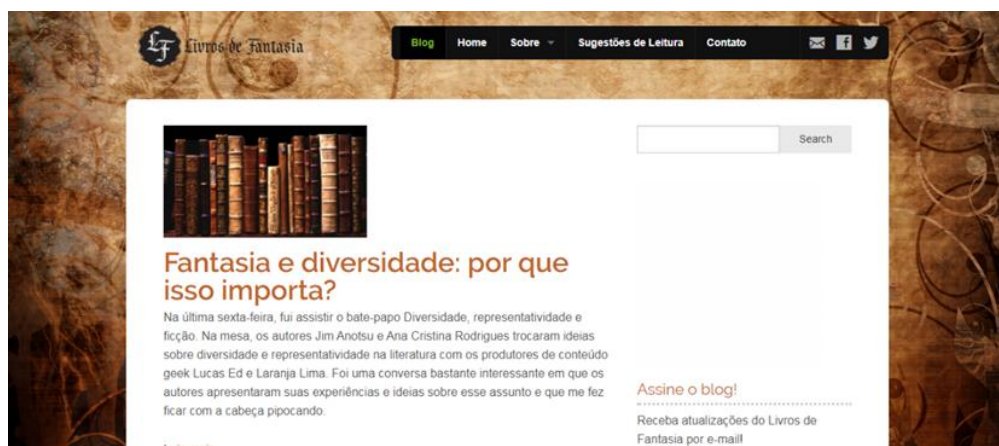 LF Livros de Fantasia
Blog Home Sobre Sugestões de Leitura Contato
Search
Fantasia e diversidade: por que
isso importa?
Na última sexta-feira, fui assistir o bate-papo Diversidade, representatividade e
ficção. Na mesa, os autores Jim Anotsu e Ana Cristina Rodrigues trocaram ideias
sobre diversidade e representatividade na literatura com os produtores de conteúdo
geek Lucas Ed e Laranja Lima. Foi uma conversa bastante interessante em que os
autores apresentaram suas experiências e ideias sobre esse assunto e que me fez
ficar com a cabeça pipocando.
Assine o blog!
Receba atualizações do Livros de
Fantasia por e-mail!